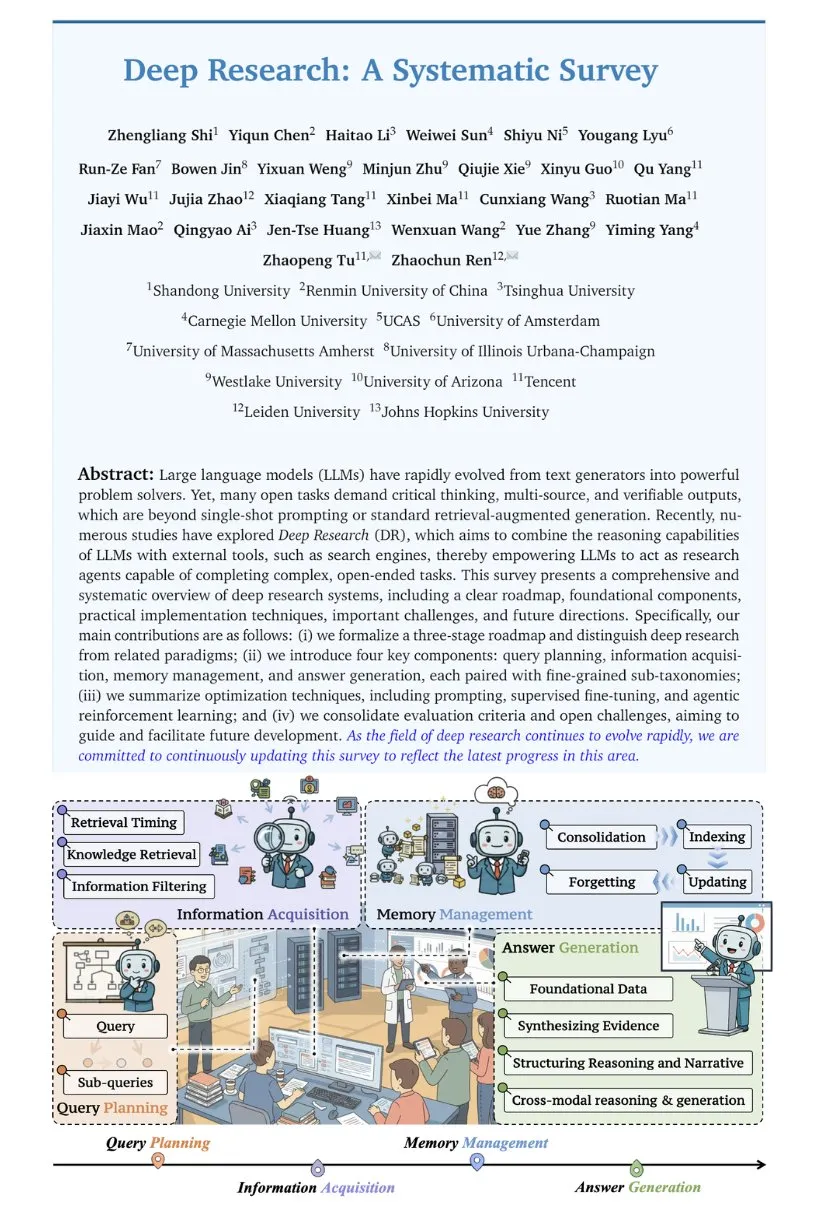 Deep Research: A Systematic Survey
Zhengliang Shi1 Yiqun Chen2 Haitao Li3 Weiwei Sun4 Shiyu Ni5 Yougang Lyu6
Run-Ze Fan7 Bowen Jin8 Yixuan Weng9 Minjun Zhu9 Qiujie Xie9 Xinyu Guo10 Qu Yang11
Jiayi Wu11 Jujia Zhao12 Xiaqiang Tang11 Xinbei Ma11 Cunxiang Wang3 Ruotian Ma11
Jiaxin Mao2 Qingyao Ai3 Jen-Tse Huang13 Wenxuan Wang2 Yue Zhang9 Yiming Yang4
Zhaopeng Tu11, Zhaochun Ren12,
1Shandong University 2Renmin University of China 3Tsinghua University
4Carnegie Mellon University 5UCAS 6University of Amsterdam
7University of Massachusetts Amherst 8University of Illinois Urbana-Champaign
9Westlake University 10University of Arizona 11Tencent
12Leiden University 13Johns Hopkins University
Abstract: Large language models (LLMs) have rapidly evolved from text generators into powerful
problem solvers. Yet, many open tasks demand critical thinking, multi-source, and verifiable outputs,
which are beyond single-shot prompting or standard retrieval-augmented generation. Recently, nu-
merous studies have explored Deep Research (DR), which aims to combine the reasoning capabilities
of LLMs with external tools, such as search engines, thereby empowering LLMs to act as research
agents capable of completing complex, open-ended tasks. This survey presents a comprehensive and
systematic overview of deep research systems, including a clear roadmap, foundational components,
practical implementation techniques, important challenges, and future directions. Specifically, our
main contributions are as follows: (i) we formalize a three-stage roadmap and distinguish deep research
from related paradigms; (ii) we introduce four key components: query planning, information acquisi-
tion, memory management, and answer generation, each paired with fine-grained sub-taxonomies;
(iii) we summarize optimization techniques, including prompting, supervised fine-tuning, and agentic
reinforcement learning; and (iv) we consolidate evaluation criteria and open challenges, aiming to
guide and facilitate future development. As the field of deep research continues to evolve rapidly, we are
committed to continuously updating this survey to reflect the latest progress in this area.
Retrieval Timing
Knowledge Retrieval
Information Filtering
Information Acquisition
Consolidation
Indexing
Forgetting
Updating
Memory Management
Query
Sub-queries
Query Planning
Answer Generation
Foundational Data
Synthesizing Evidence
Structuring Reasoning and Narrative
Cross-modal reasoning & generation
Query Planning
Memory Management
Information Acquisition
Answer Generation